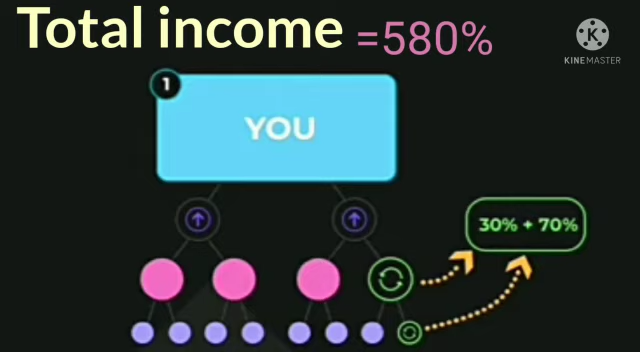 Total income =580%
K
KINEMASTER
1
YOU
30% + 70%